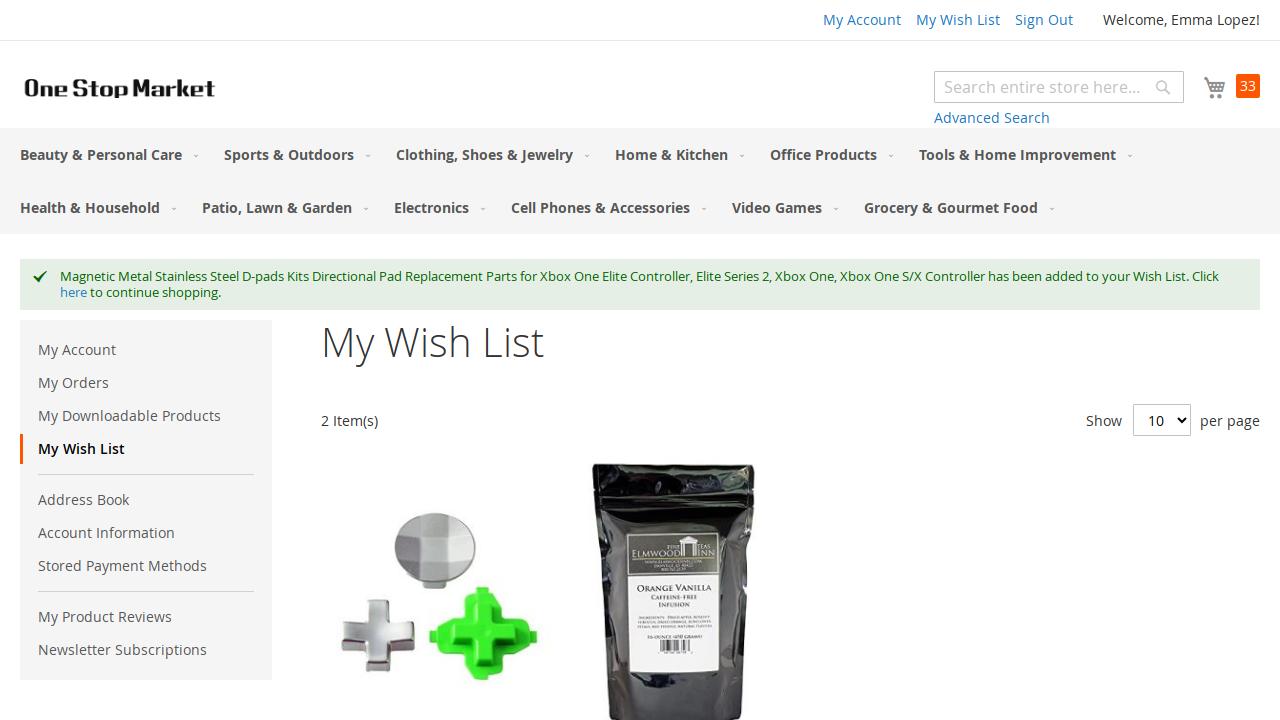 My Account
My Wish List
Sign Out
Welcome, Emma Lopez!
One Stop Market
Search entire store here...
33
Advanced Search
Beauty & Personal Care
Sports & Outdoors
Clothing, Shoes & Jewelry
Home & Kitchen
Office Products
Tools & Home Improvement
Health & Household
Patio, Lawn & Garden
Electronics
Cell Phones & Accessories
Video Games
Grocery & Gourmet Food
Magnetic Metal Stainless Steel D-pads Kits Directional Pad Replacement Parts for Xbox One Elite Controller, Elite Series 2, Xbox One, Xbox One S/X Controller has been added to your Wish List. Click
here to continue shopping.
My Account
My Orders
My Downloadable Products
My Wish List
Address Book
Account Information
Stored Payment Methods
My Product Reviews
Newsletter Subscriptions
My Wish List
2 Item(s)
Show 10 per page
FINE TEAS
ELMWOOD INN
ORANGE VANILLA
CAFFEINE-FREE
INFUSION